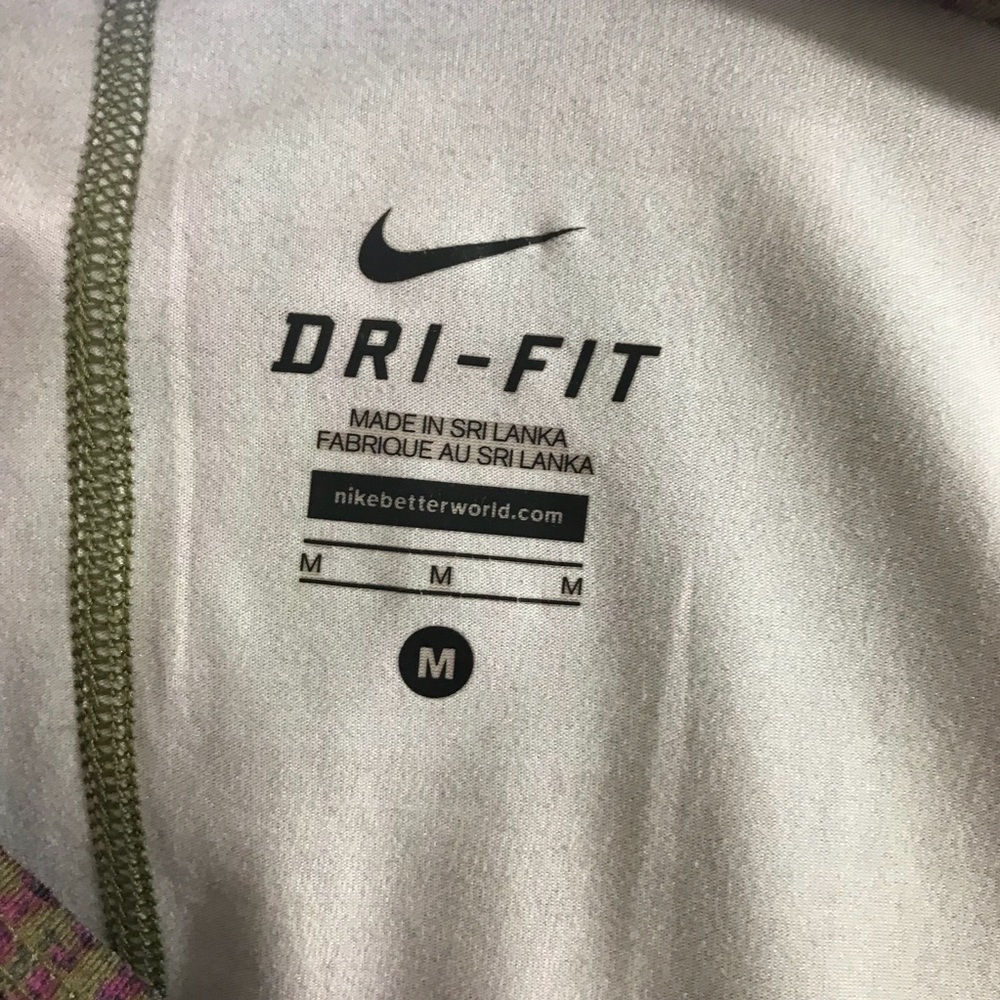 DRI-FIT
MADE IN SRI LANKA
FABRIQUE AU SRI LANKA
nikebetterworld.com
M M M
M